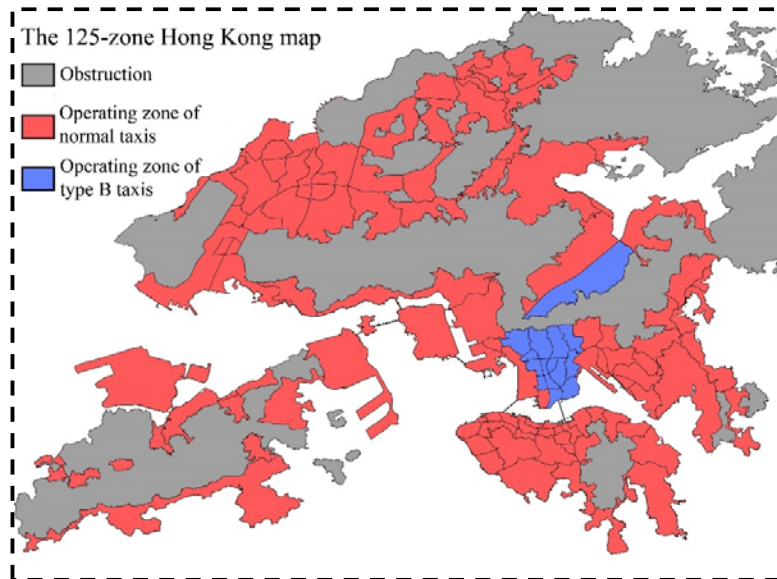 The 125-zone Hong Kong map
Obstruction
Operating zone of
normal taxis
Operating zone of
type B taxis